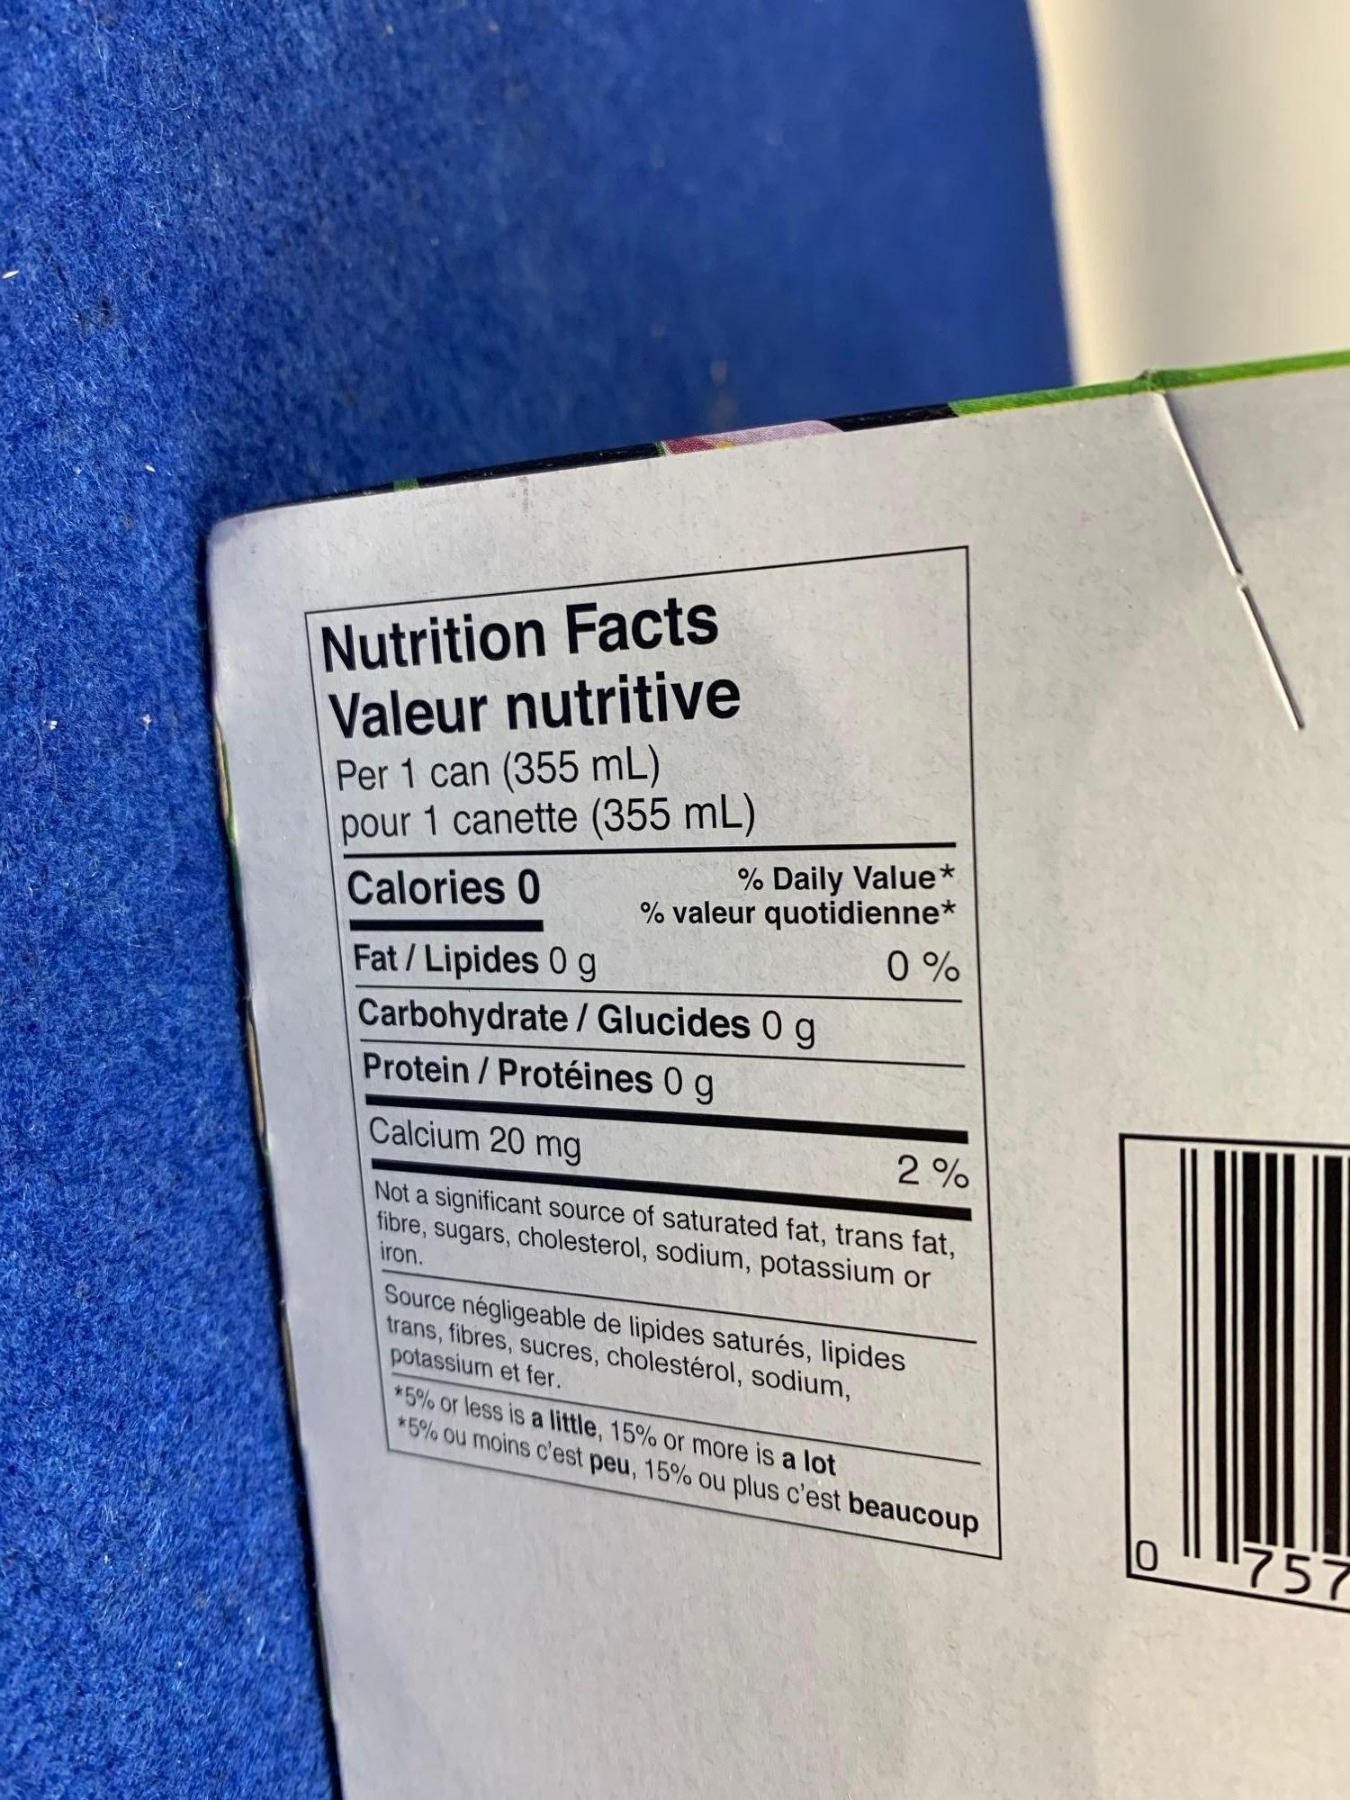 Nutrition Facts
Valeur nutritive
Per 1 can (355 mL)
pour 1 canette (355 mL)
Calories 0
% Daily Value*
% valeur quotidienne*
Fat / Lipides 0 g 0 %
Carbohydrate / Glucides 0 g
Protein / Protéines 0 g
Calcium 20 mg 2 %
Not a significant source of saturated fat, trans fat,
fibre, sugars, cholesterol, sodium, potassium or
iron.
Source négligeable de lipides saturés, lipides
trans, fibres, sucres, cholestérol, sodium,
potassium et fer.
*5% or less is a little, 15% or more is a lot
*5% ou moins c'est peu, 15% ou plus c'est beaucoup
0 757